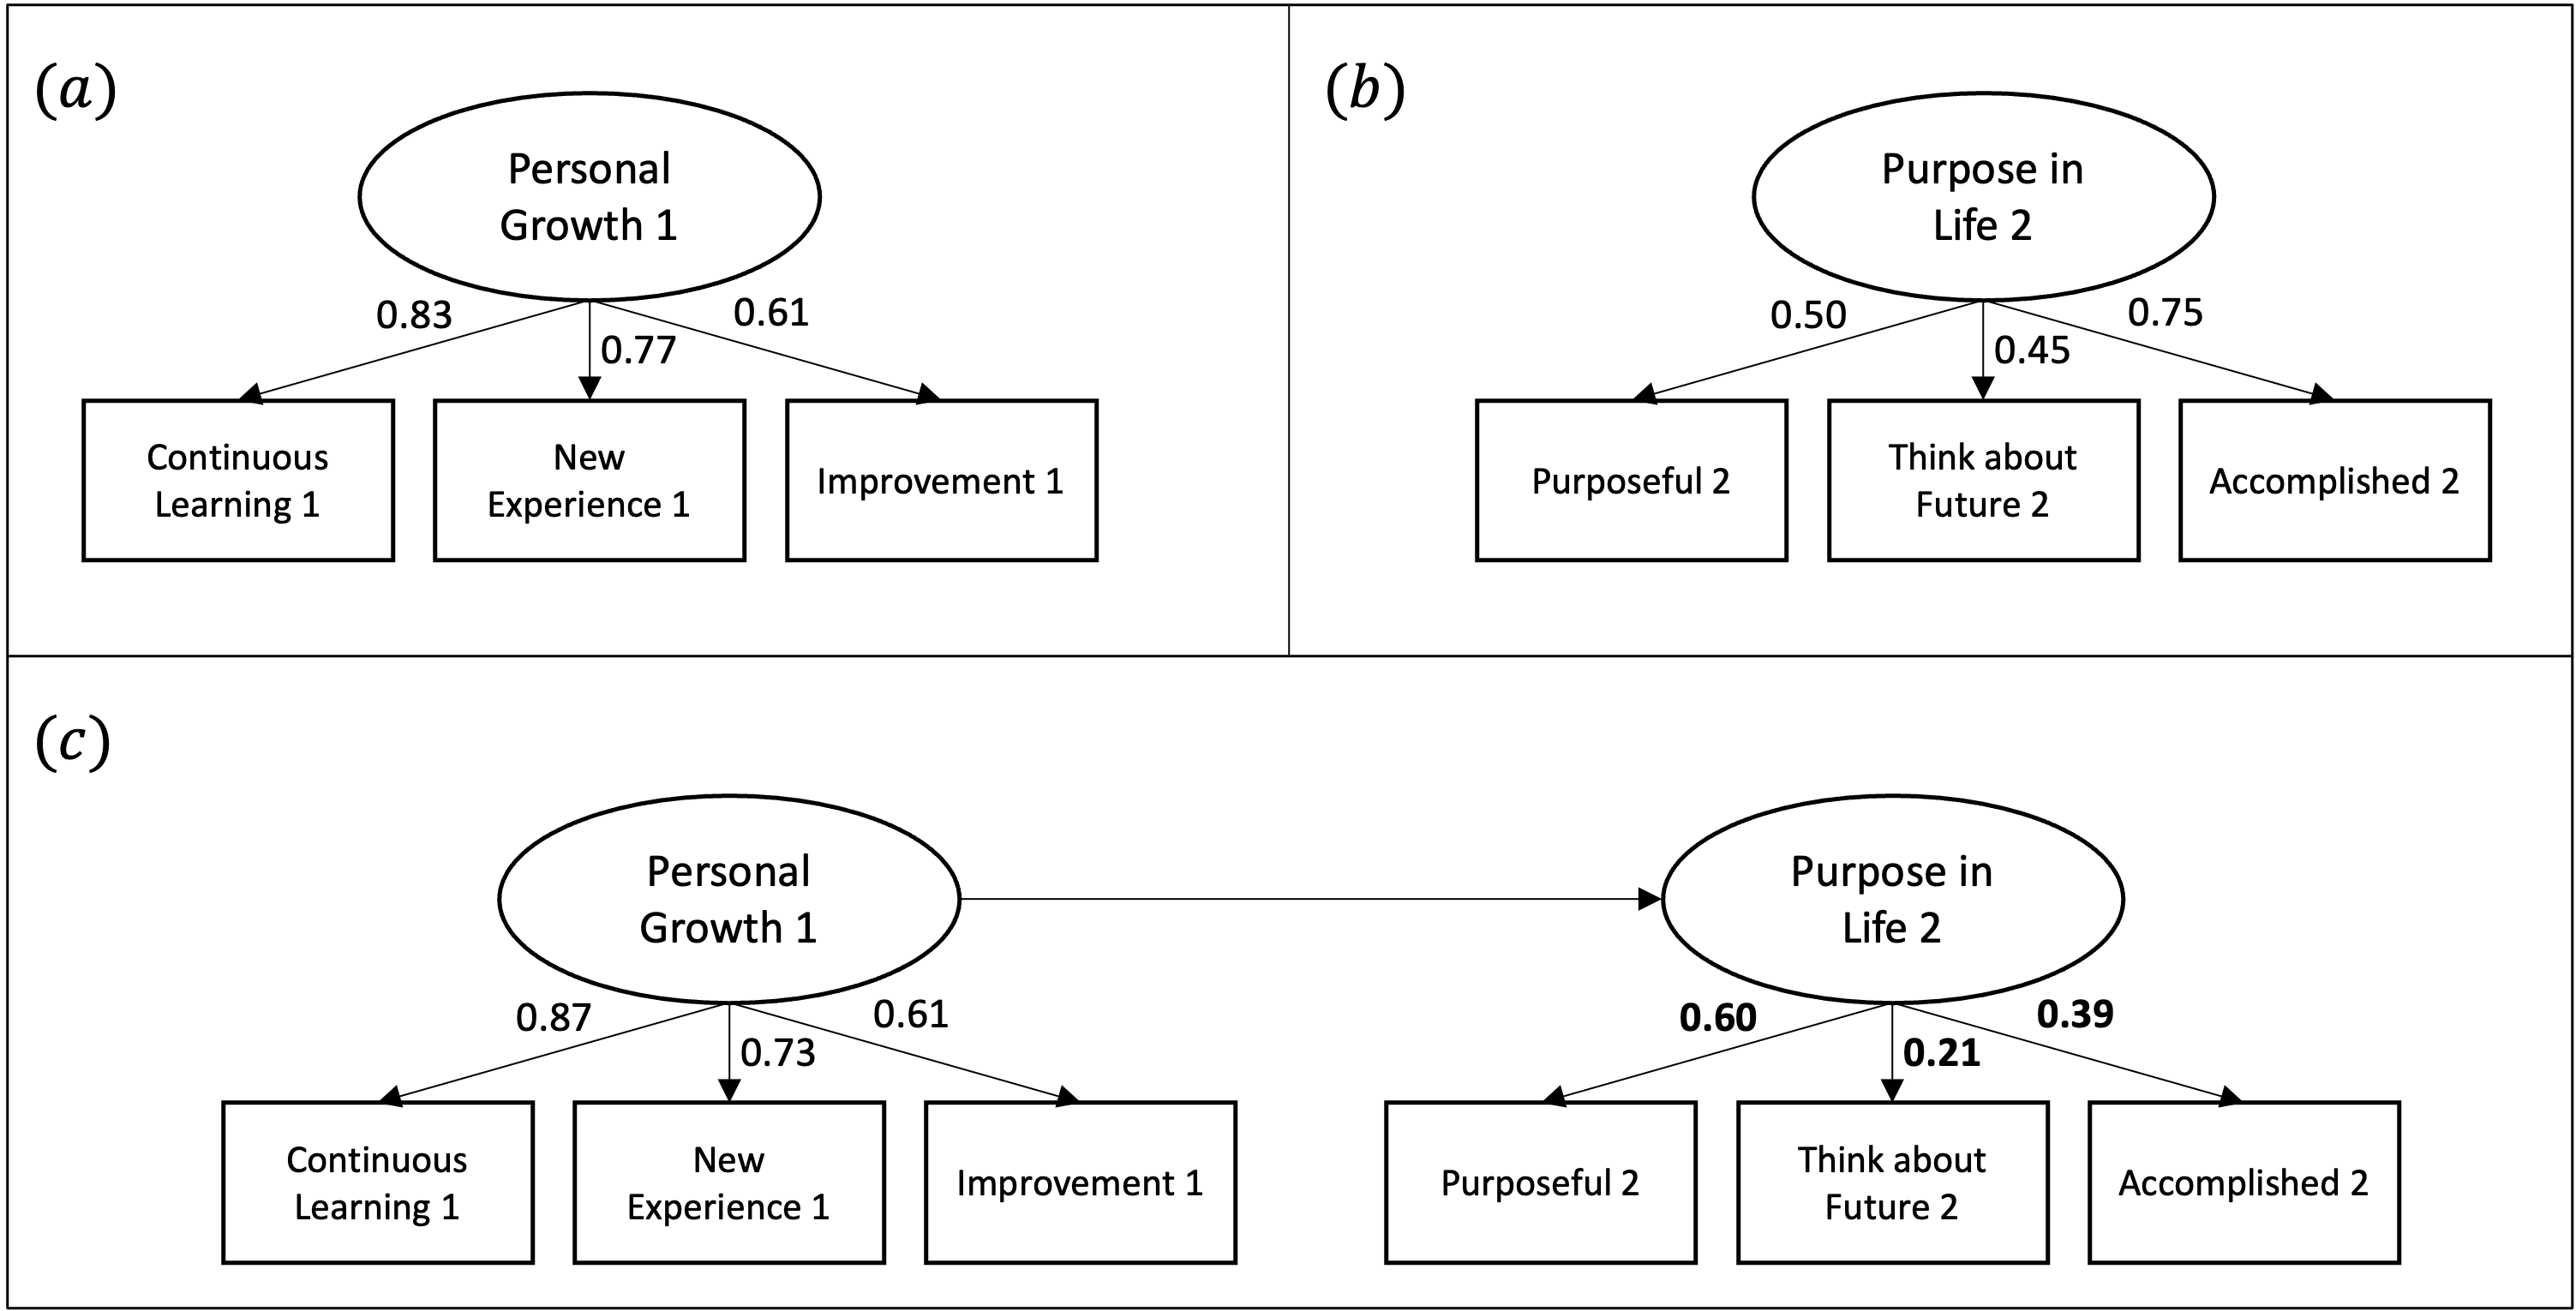 (a)
Personal
Growth 1
0.83
0.77
0.61
Continuous
Learning 1
New
Experience 1
Improvement 1
(b)
Purpose in
Life 2
0.50
0.45
0.75
Purposeful 2
Think about
Future 2
Accomplished 2
(c)
Personal
Growth 1
0.87
0.73
0.61
Continuous
Learning 1
New
Experience 1
Improvement 1
Purpose in
Life 2
0.60
0.21
0.39
Purposeful 2
Think about
Future 2
Accomplished 2